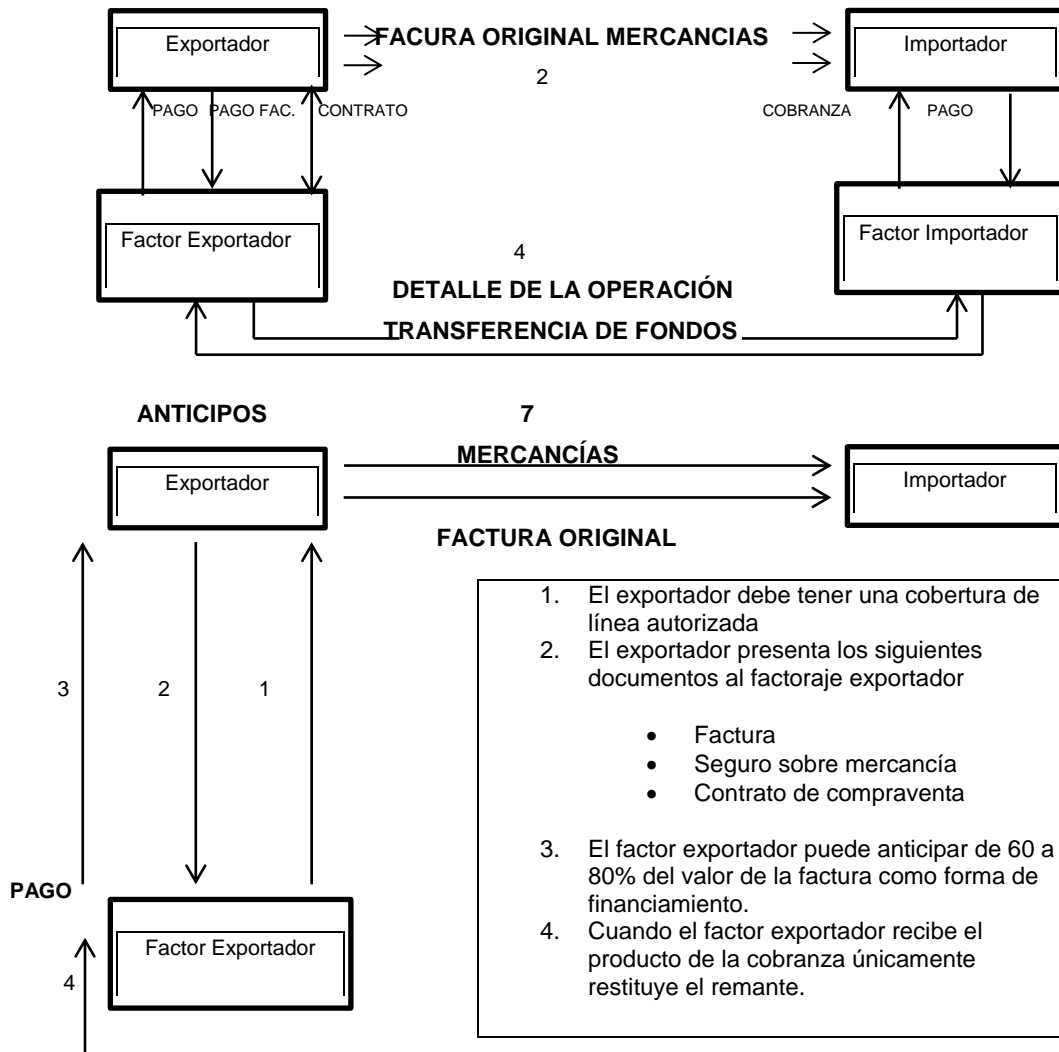 Exportador
FACURA ORIGINAL MERCANCIAS
Importador
2
PAGO PAGO FAC. CONTRATO
COBRANZA PAGO
Factor Exportador
Factor Importador
4
DETALLE DE LA OPERACIÓN
TRANSFERENCIA DE FONDOS
ANTICIPOS 7
MERCANCÍAS
Exportador
Importador
FACTURA ORIGINAL
1. El exportador debe tener una cobertura de
línea autorizada
2. El exportador presenta los siguientes
documentos al factoraje exportador
• Factura
• Seguro sobre mercancía
• Contrato de compraventa
3. El factor exportador puede anticipar de 60 a
80% del valor de la factura como forma de
financiamiento.
4. Cuando el factor exportador recibe el
producto de la cobranza únicamente
restituye el remante.
3 2 1
PAGO
Factor Exportador
4